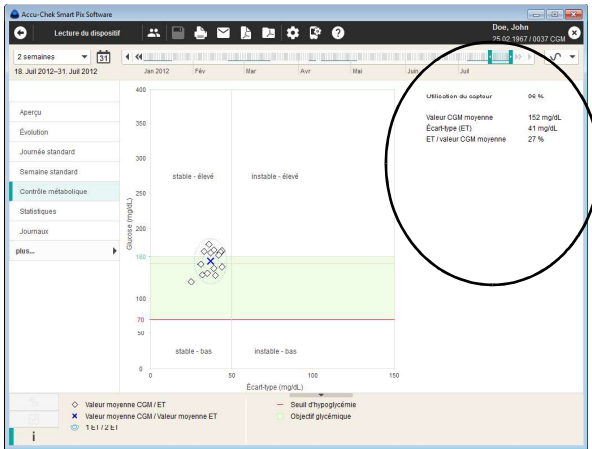 Accu-Chek Smart Pix Software
Lecture du dispositif
Doe, John
25.02.1967 / 0037 CGM
2 semaines
31
18. Juil 2012–31. Juil 2012
Jan 2012 Fév Mar Avr Mai Juin Juil
Aperçu
Évolution
Journée standard
Semaine standard
Contrôle métabolique
Statistiques
Journaux
plus...
Glucose (mg/dL)
400
350
300
250
200
160
100
70
50
0
stable - élevé
instable - élevé
stable - bas
instable - bas
0 50 100 150
Écart-type (mg/dL)
Utilisation du capteur 96 %
Valeur CGM moyenne 152 mg/dL
Écart-type (ET) 41 mg/dL
ET / valeur CGM moyenne 27 %
Valeur moyenne CGM / ET
Valeur moyenne CGM / Valeur moyenne ET
1 ET / 2 ET
Seuil d'hypoglycémie
Objectif glycémique
i